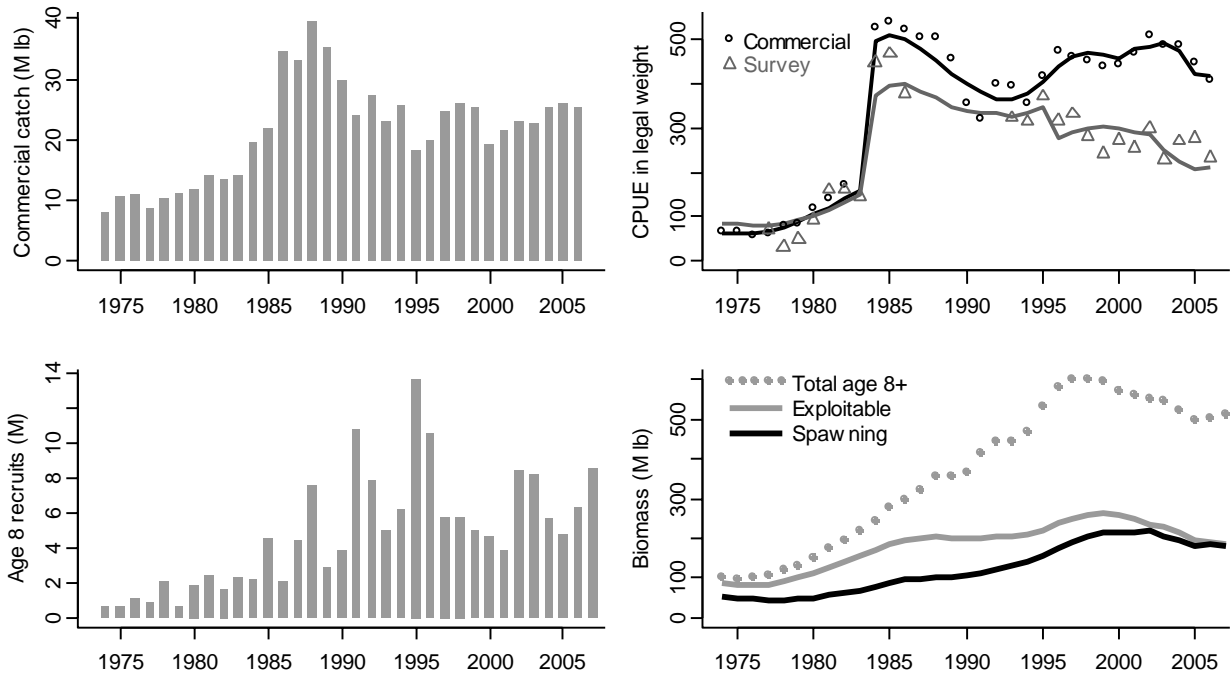 Commercial catch (M lb)
40
30
20
10
0
1975 1980 1985 1990 1995 2000 2005
CPUE in legal weight
500
300
100
0
Commercial
Survey
1975 1980 1985 1990 1995 2000 2005
Age 8 recruits (M)
14
10
8
6
4
2
0
1975 1980 1985 1990 1995 2000 2005
Biomass (M lb)
500
300
100
0
Total age 8+
Exploitable
Spawning
1975 1980 1985 1990 1995 2000 2005